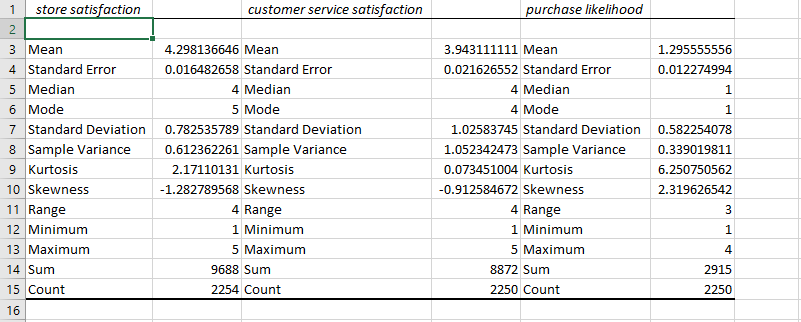 1 store satisfaction customer service satisfaction purchase likelihood
2
3 Mean 4.298136646 Mean 3.943111111 Mean 1.295555556
4 Standard Error 0.016482658 Standard Error 0.021626552 Standard Error 0.012274994
5 Median 4 Median 4 Median 1
6 Mode 5 Mode 4 Mode 1
7 Standard Deviation 0.782535789 Standard Deviation 1.02583745 Standard Deviation 0.582254078
8 Sample Variance 0.612362261 Sample Variance 1.052342473 Sample Variance 0.339019811
9 Kurtosis 2.17110131 Kurtosis 0.073451004 Kurtosis 6.250750562
10 Skewness -1.282789568 Skewness -0.912584672 Skewness 2.319626542
11 Range 4 Range 4 Range 3
12 Minimum 1 Minimum 1 Minimum 1
13 Maximum 5 Maximum 5 Maximum 4
14 Sum 9688 Sum 8872 Sum 2915
15 Count 2254 Count 2250 Count 2250
16